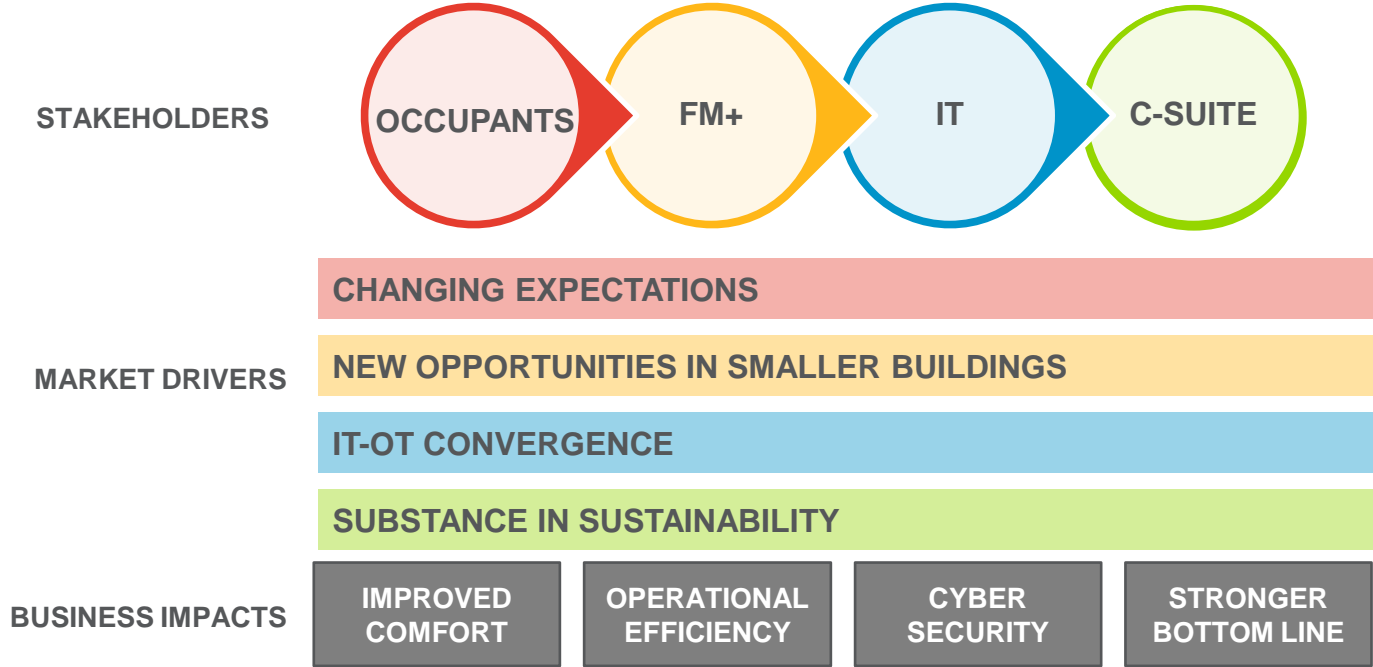 STAKEHOLDERS
OCCUPANTS
FM+
IT
C-SUITE
MARKET DRIVERS
CHANGING EXPECTATIONS
NEW OPPORTUNITIES IN SMALLER BUILDINGS
IT-OT CONVERGENCE
SUBSTANCE IN SUSTAINABILITY
BUSINESS IMPACTS
IMPROVED
COMFORT
OPERATIONAL
EFFICIENCY
CYBER
SECURITY
STRONGER
BOTTOM LINE